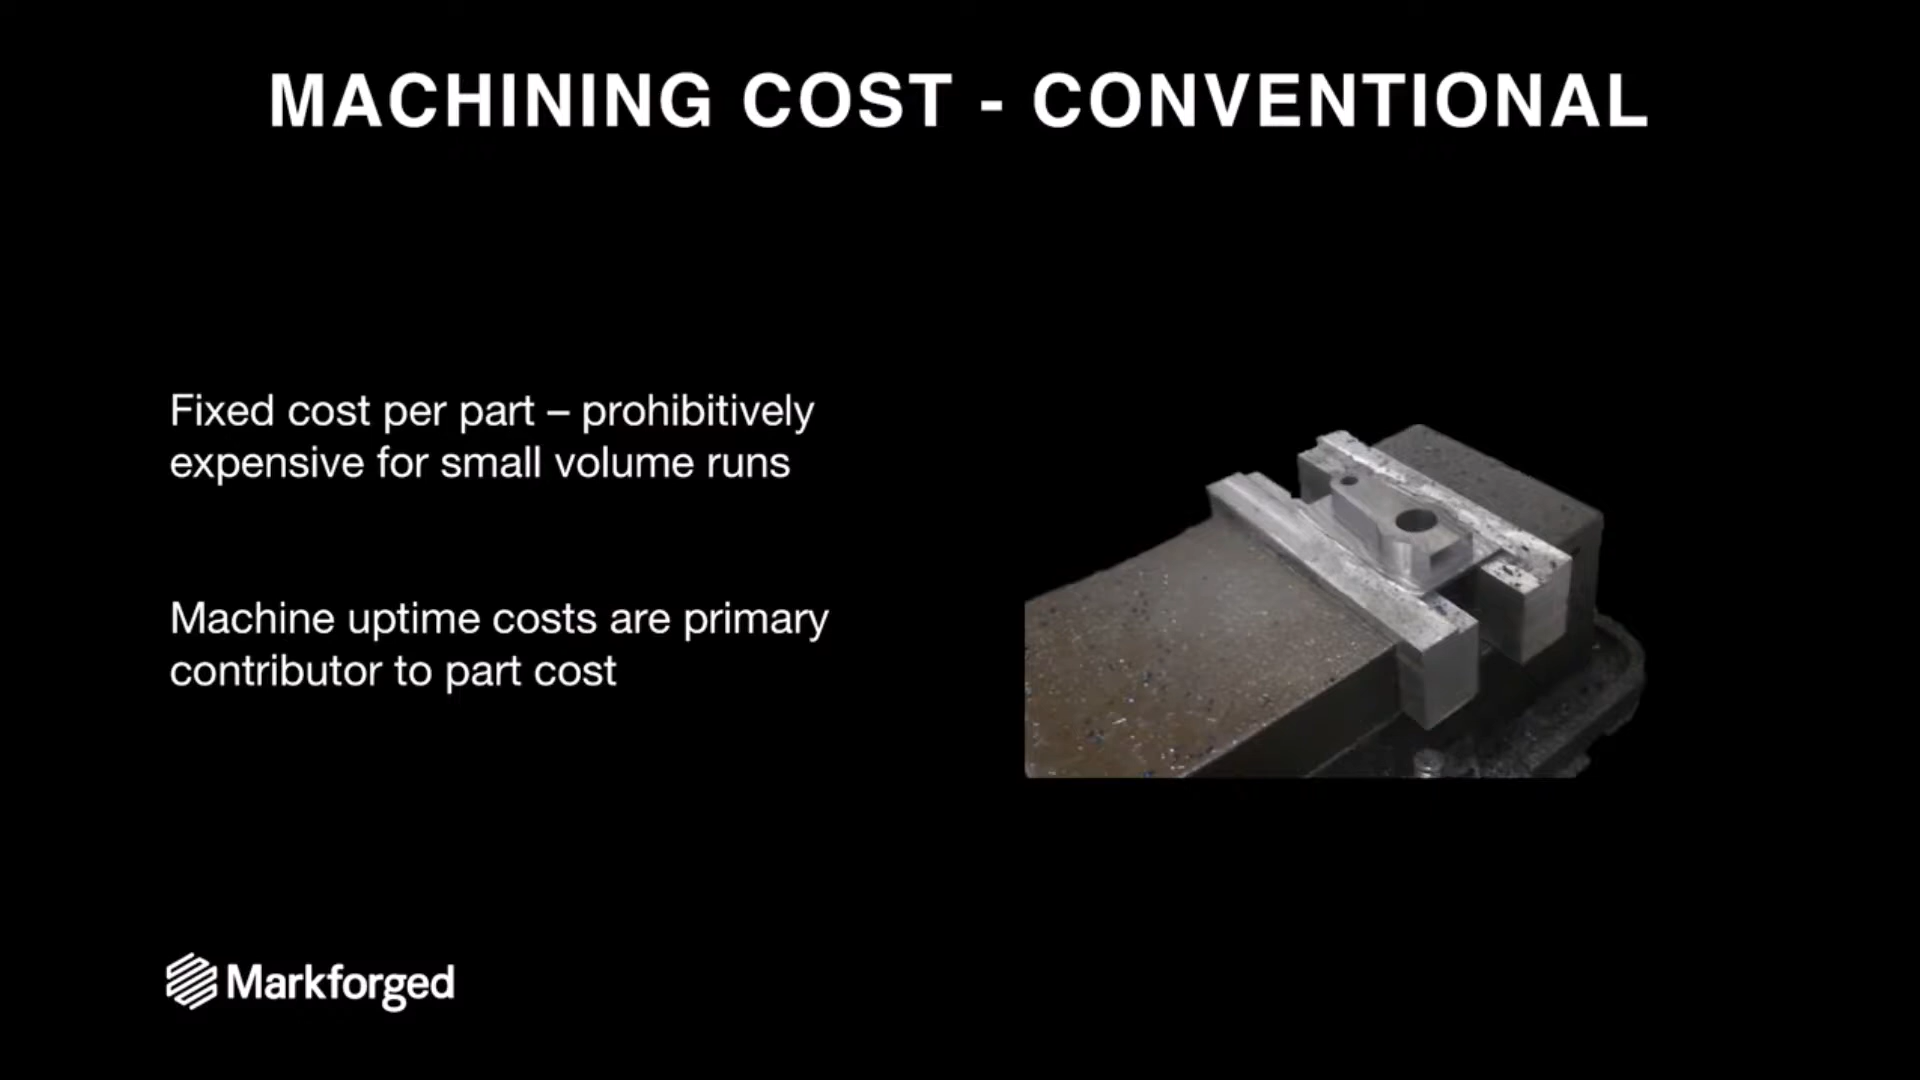 MACHINING COST - CONVENTIONAL
Fixed cost per part – prohibitively
expensive for small volume runs
Machine uptime costs are primary
contributor to part cost
Markforged